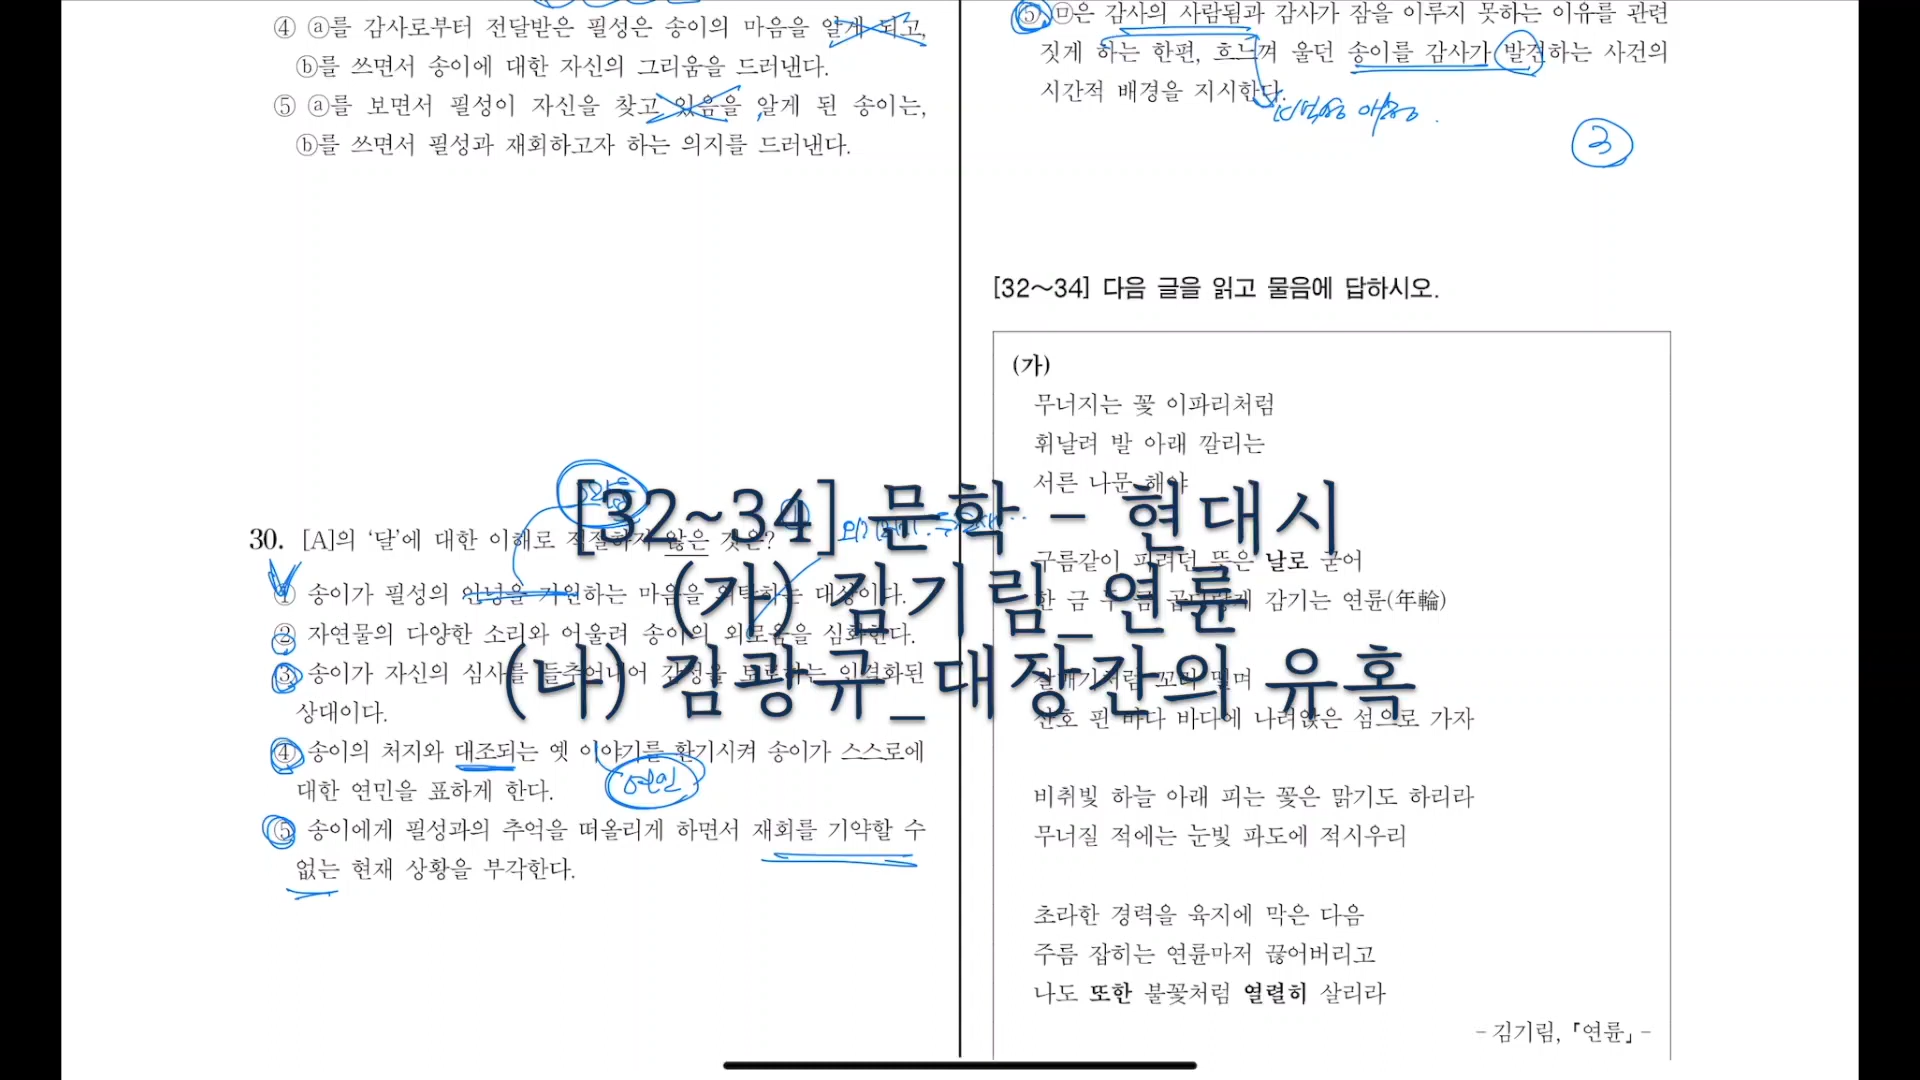 ④ ⓐ를 감사로부터 전달받은 필성은 송이의 마음을 알게 되고,
ⓑ를 쓰면서 송이에 대한 자신의 그리움을 드러낸다.
⑤ ⓐ를 보면서 필성이 자신을 찾고 있음을 알게 된 송이는,
ⓑ를 쓰면서 필성과 재회하고자 하는 의지를 드러낸다.
30. [A]의 ‘달’에 대한 이해로 적절하지 않은 것은?
① 송이가 필성의 안녕을 기원하는 마음을 의탁하는 대상이다.
② 자연물의 다양한 소리와 어울려 송이의 외로움을 심화한다.
③ 송이가 자신의 심사를 들추어내어 감정을 토로하는 인격화된
상대이다.
④ 송이의 처지와 대조되는 옛 이야기를 환기시켜 송이가 스스로에
대한 연민을 표하게 한다.
연민
⑤ 송이에게 필성과의 추억을 떠올리게 하면서 재회를 기약할 수
없는 현재 상황을 부각한다.
⑤ ㅁ은 감사의 사람됨과 감사가 잠을 이루지 못하는 이유를 관련
짓게 하는 한편, 흐느껴 울던 송이를 감사가 발견하는 사건의
시간적 배경을 지시한다.
3
[32～34] 다음 글을 읽고 물음에 답하시오.
(가)
무너지는 꽃 이파리처럼
휘날려 발 아래 깔리는
서른 나문 해야
구름같이 피려던 뜻은 날로 굳어
한 금 두 금 곱다랗게 감기는 연륜(年輪)
갈매기처럼 꼬리 떨며
산호 핀 바다 바다에 나려앉은 섬으로 가자
비취빛 하늘 아래 피는 꽃은 맑기도 하리라
무너질 적에는 눈빛 파도에 적시우리
초라한 경력을 육지에 막은 다음
주름 잡히는 연륜마저 끊어버리고
나도 또한 불꽃처럼 열렬히 살리라
- 김기림, 「연륜」 -
[32~34] 문학 - 현대시
(가) 김기림_연륜
(나) 김광규_대장간의 유혹